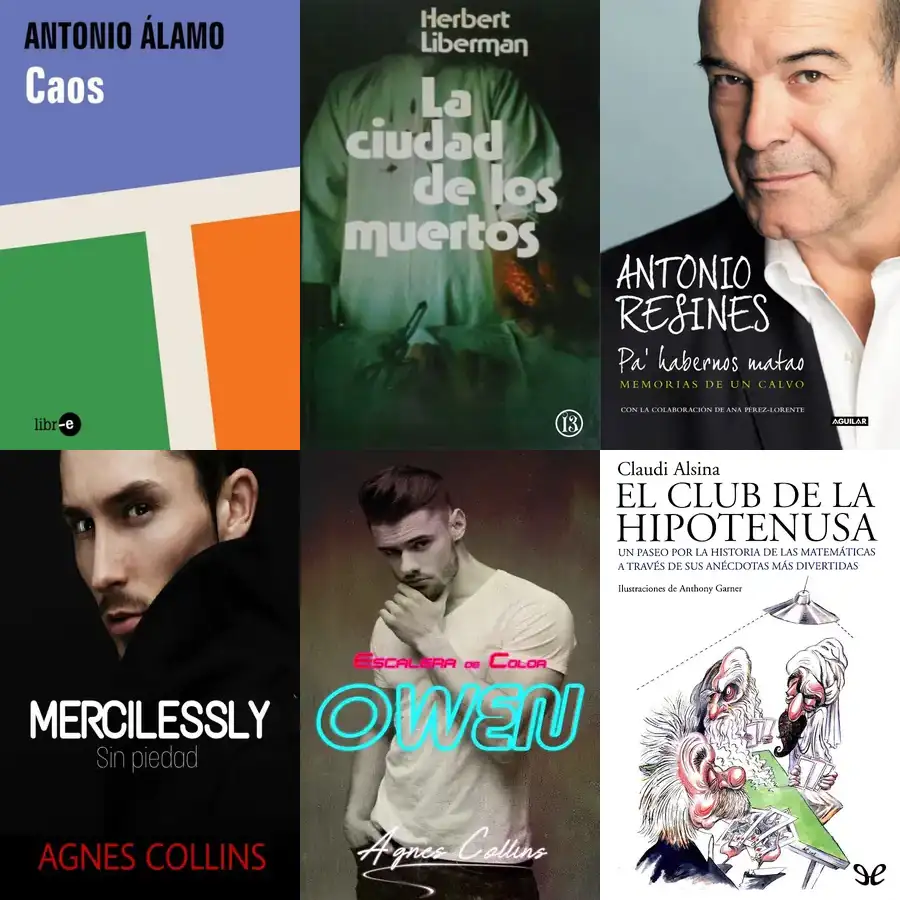 ANTONIO ÁLAMO
Caos
libr-e
Herbert
Liberman
La
ciudad
de los
muertos
13
ANTONIO
RESINES
Pa' habernos matao
MEMORIAS DE UN CALVO
CON LA COLABORACIÓN DE ANA PEREZ-LORENTE
AGUILAR
MERCILESSLY
Sin piedad
AGNES COLLINS
ESCALERA DE COLOR
OWEN
Agnes Collins
Claudi Alsina
EL CLUB DE LA
HIPOTENUSA
UN PASEO POR LA HISTORIA DE LAS MATEMÁTICAS
A TRAVÉS DE SUS ANÉCDOTAS MÁS DIVERTIDAS
Ilustraciones de Anthony Garner